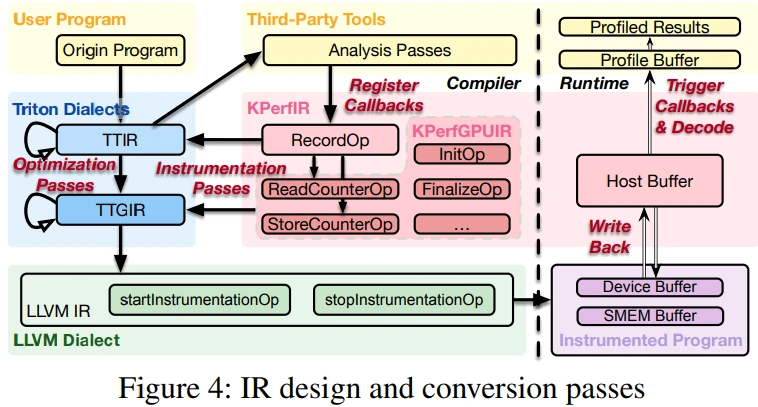 User Program
Third-Party Tools
Profiled Results
Origin Program
Analysis Passes
Profile Buffer
Register
Callbacks
Compiler
Runtime
Trigger
Callbacks
& Decode
Triton Dialects
KPerfIR
KPerfGPUIR
TTIR
RecordOp
InitOp
Optimization
Passes
Instrumentation
Passes
ReadCounterOp
FinalizeOp
Host Buffer
TTGIR
StoreCounterOp
...
Write
Back
startInstrumentationOp
stopInstrumentationOp
LLVM IR
LLVM Dialect
Device Buffer
SMEM Buffer
Instrumented Program
Figure 4: IR design and conversion passes